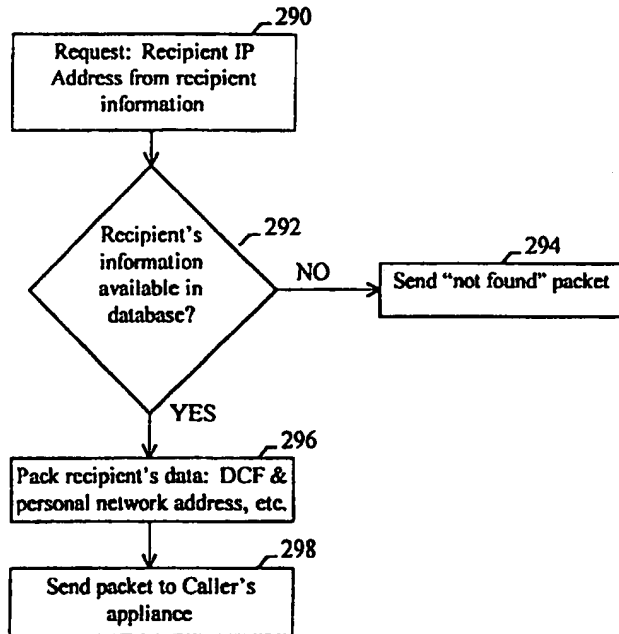 290
Request: Recipient IP
Address from recipient
information
292
Recipient's
information
available in
database?
NO
294
Send "not found" packet
YES
296
Pack recipient's data: DCF &
personal network address, etc.
298
Send packet to Caller's
appliance